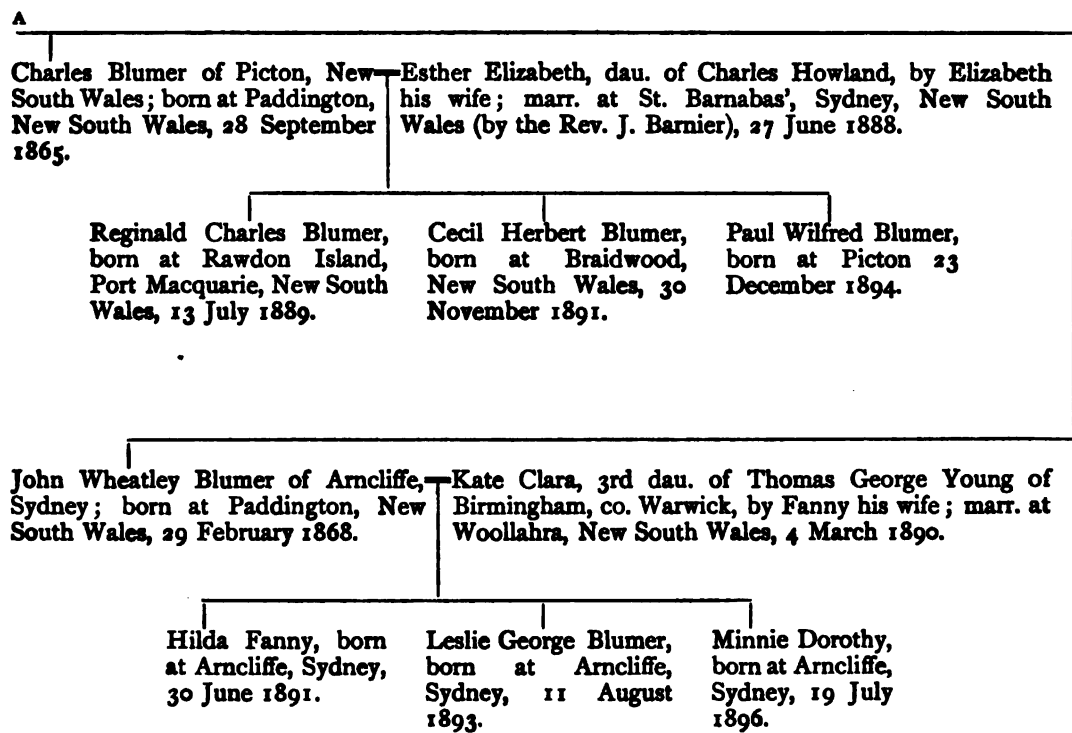 A
Charles Blumer of Picton, New
South Wales; born at Paddington,
New South Wales, 28 September
1865.
Esther Elizabeth, dau. of Charles Howland, by Elizabeth
his wife; marr. at St. Barnabas', Sydney, New South
Wales (by the Rev. J. Barnier), 27 June 1888.
Reginald Charles Blumer,
born at Rawdon Island,
Port Macquarie, New South
Wales, 13 July 1889.
Cecil Herbert Blumer,
born at Braidwood,
New South Wales, 30
November 1891.
Paul Wilfred Blumer,
born at Picton 23
December 1894.
John Wheatley Blumer of Arncliffe,
Sydney; born at Paddington, New
South Wales, 29 February 1868.
Kate Clara, 3rd dau. of Thomas George Young of
Birmingham, co. Warwick, by Fanny his wife; marr. at
Woollahra, New South Wales, 4 March 1890.
Hilda Fanny, born
at Arncliffe, Sydney,
30 June 1891.
Leslie George Blumer,
born at Arncliffe,
Sydney, 11 August
1893.
Minnie Dorothy,
born at Arncliffe,
Sydney, 19 July
1896.